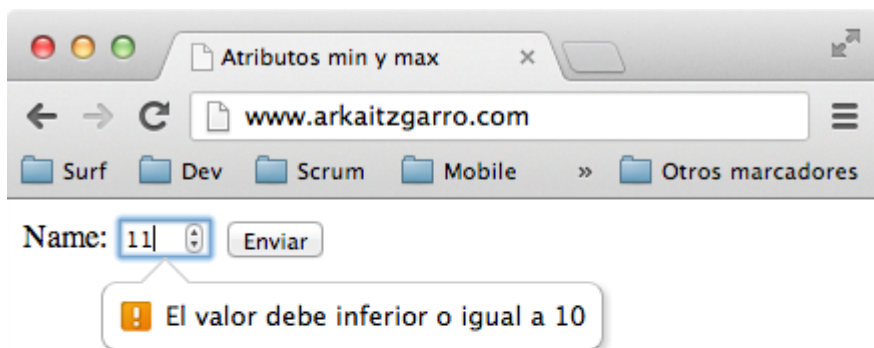 Atributos min y max
www.arkaitzgarro.com
Surf Dev Scrum Mobile » Otros marcadores
Name: 11 Enviar
El valor debe inferior o igual a 10